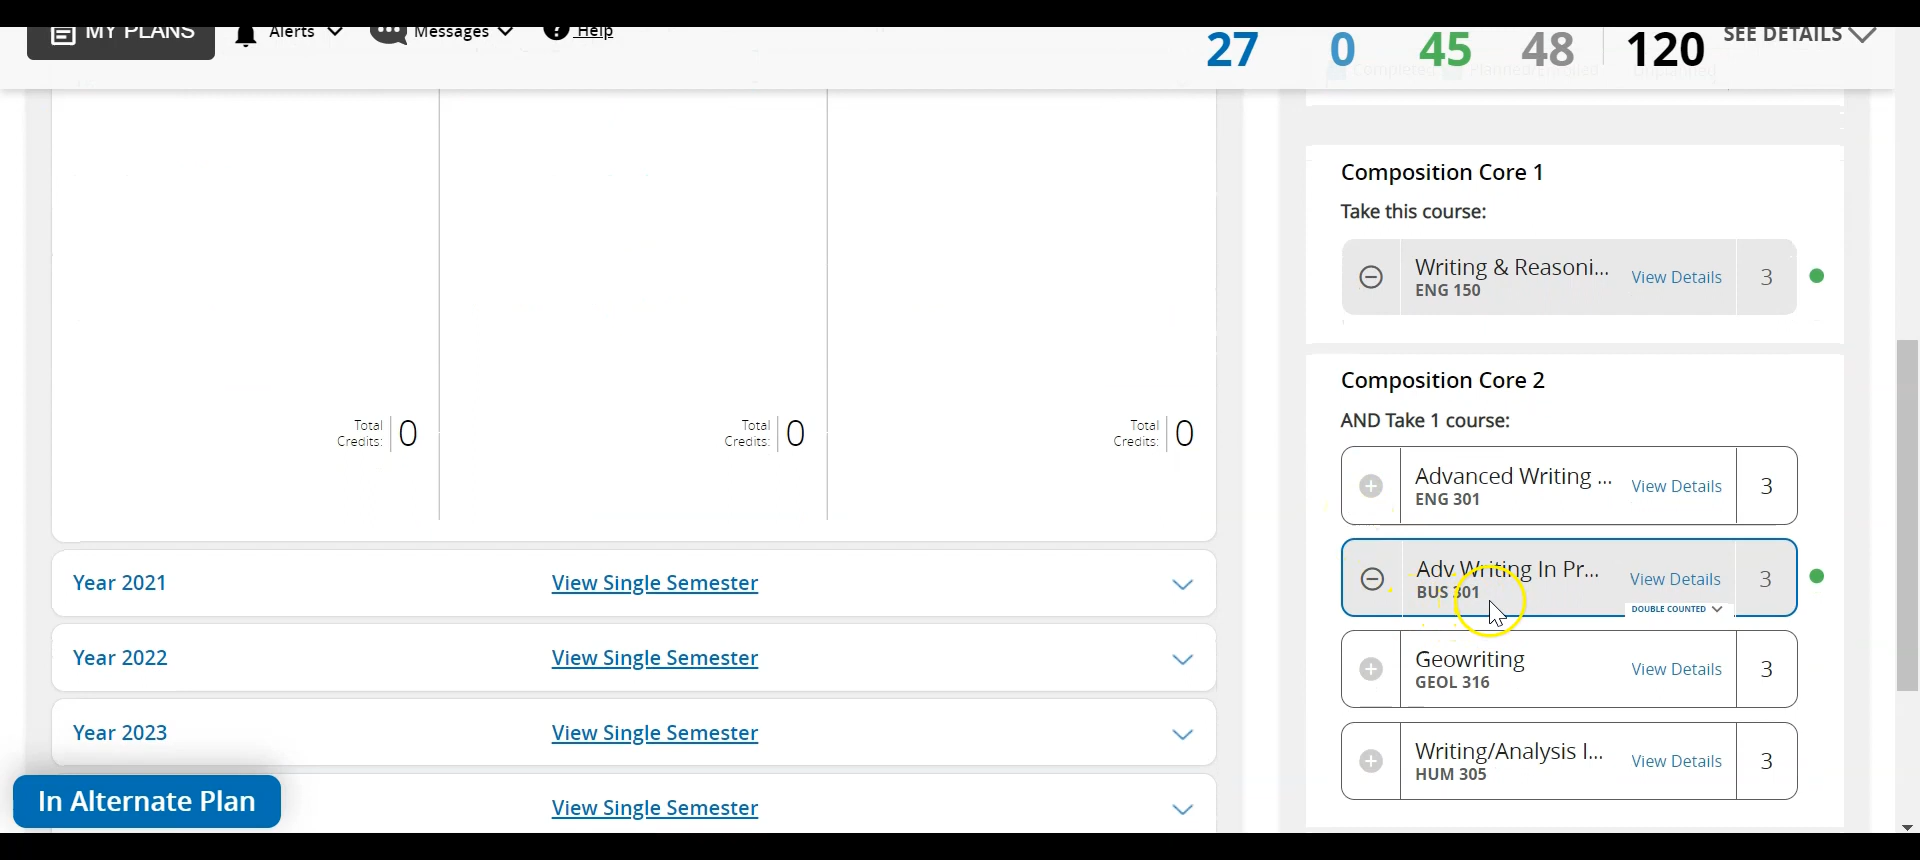 MY PLANS
Alerts
Messages
Help
27 0 45 48 120
SEE DETAILS
Total Credits: 0
Total Credits: 0
Total Credits: 0
Year 2021 View Single Semester
Year 2022 View Single Semester
Year 2023 View Single Semester
View Single Semester
In Alternate Plan
Composition Core 1
Take this course:
Writing & Reasoni... View Details 3
ENG 150
Composition Core 2
AND Take 1 course:
Advanced Writing ... View Details 3
ENG 301
Adv Writing In Pr... View Details 3
BUS 301
DOUBLE COUNTED
Geowriting View Details 3
GEOL 316
Writing/Analysis I... View Details 3
HUM 305